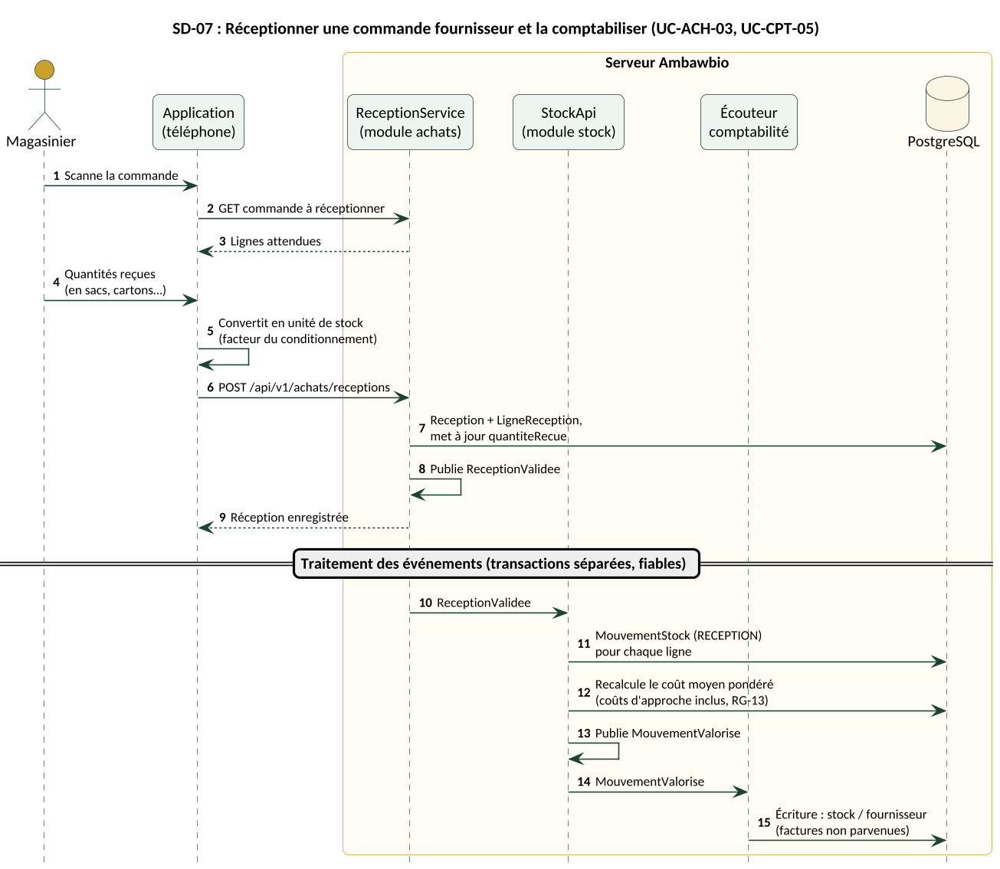 SD-07 : Réceptionner une commande fournisseur et la comptabiliser (UC-ACH-03, UC-CPT-05)
Serveur Ambawbio
Magasinier
Application
(téléphone)
ReceptionService
(module achats)
StockApi
(module stock)
Écouteur
comptabilité
PostgreSQL
1 Scanne la commande
2 GET commande à réceptionner
3 Lignes attendues
4 Quantités reçues
(en sacs, cartons...)
5 Convertit en unité de stock
(facteur du conditionnement)
6 POST /api/v1/achats/receptions
7 Reception + LigneReception,
met à jour quantiteRecue
8 Publie ReceptionValidee
9 Réception enregistrée
Traitement des événements (transactions séparées, fiables)
10 ReceptionValidee
11 MouvementStock (RECEPTION)
pour chaque ligne
12 Recalcule le coût moyen pondéré
(coûts d'approche inclus, RG-13)
13 Publie MouvementValorise
14 MouvementValorise
15 Écriture : stock / fournisseur
(factures non parvenues)